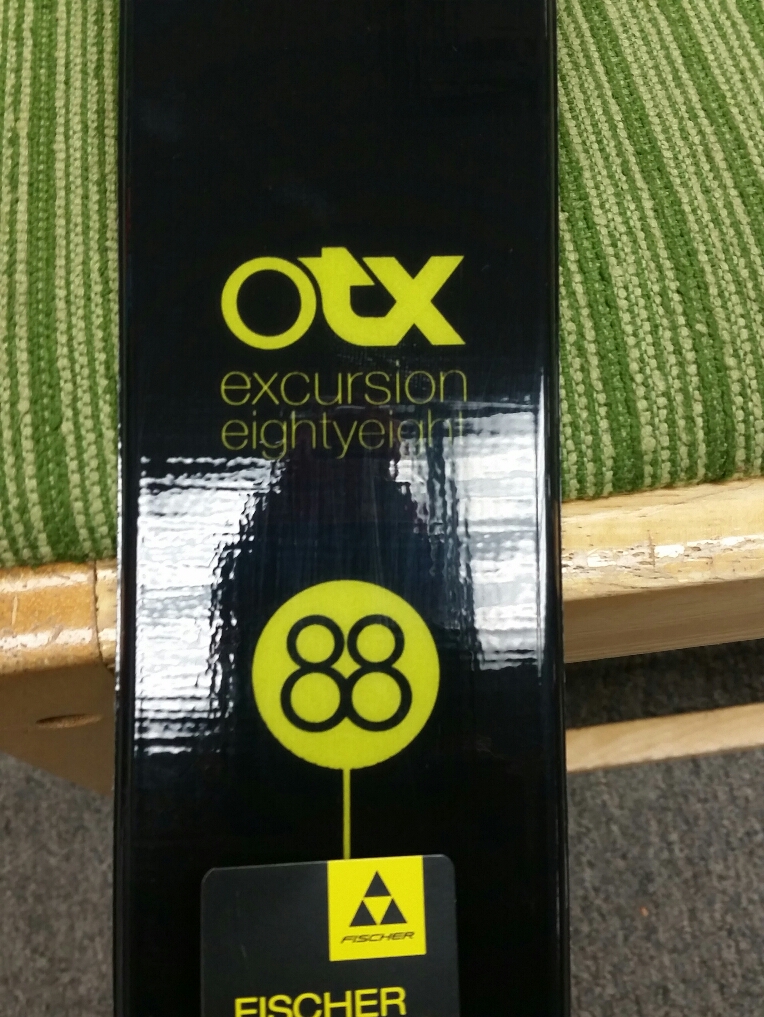 otx
excursion
eightyeight
88
FISCHER
FISCHER